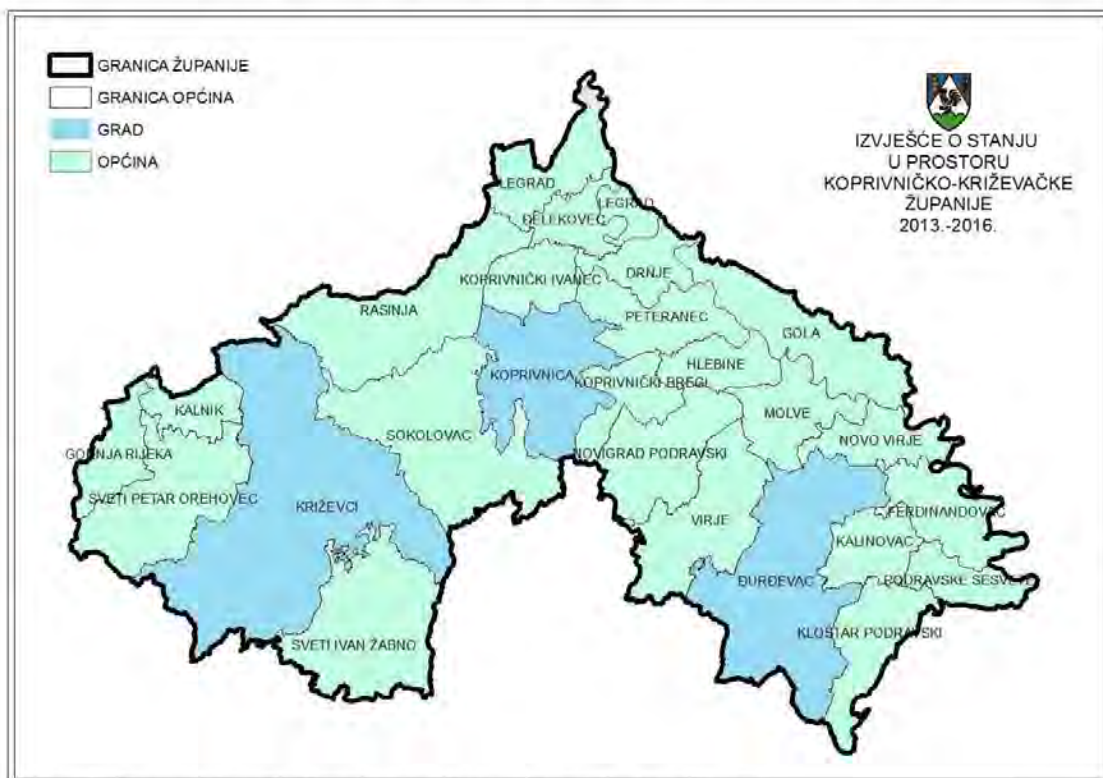 GRANICA ŽUPANIJE
GRANICA OPĆINA
GRAD
OPĆINA
IZVJEŠĆE O STANJU
U PROSTORU
KOPRIVNIČKO-KRIŽEVAČKE
ŽUPANIJE
2013.-2016.
LEGRAD
LEGRAD
ĐELEKOVEC
KOPRIVNIČKI IVANEC
DRNJE
RASINJA
PETERANEC
GOLA
HLEBINE
KOPRIVNICA
KOPRIVNIČKI BREGI
KALNIK
MOLVE
SOKOLOVAC
NOVO VIRJE
GORNJA RIJEKA
NOVIGRAD PODRAVSKI
SVETI PETAR OREHOVEC
KRIŽEVCI
FERDINANDOVAC
VIRJE
KALINOVAC
ĐURĐEVAC
PODRAVSKE SESVETE
KLOŠTAR PODRAVSKI
SVETI IVAN ŽABNO